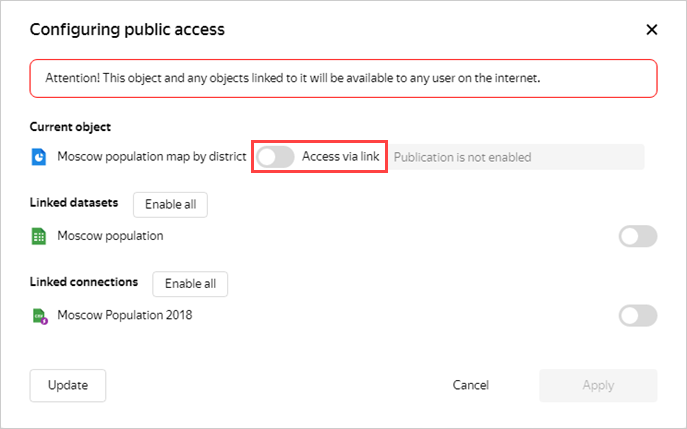 Configuring public access
Attention! This object and any objects linked to it will be available to any user on the internet.
Current object
Moscow population map by district Access via link Publication is not enabled
Linked datasets Enable all
Moscow population
Linked connections Enable all
Moscow Population 2018
Update Cancel Apply